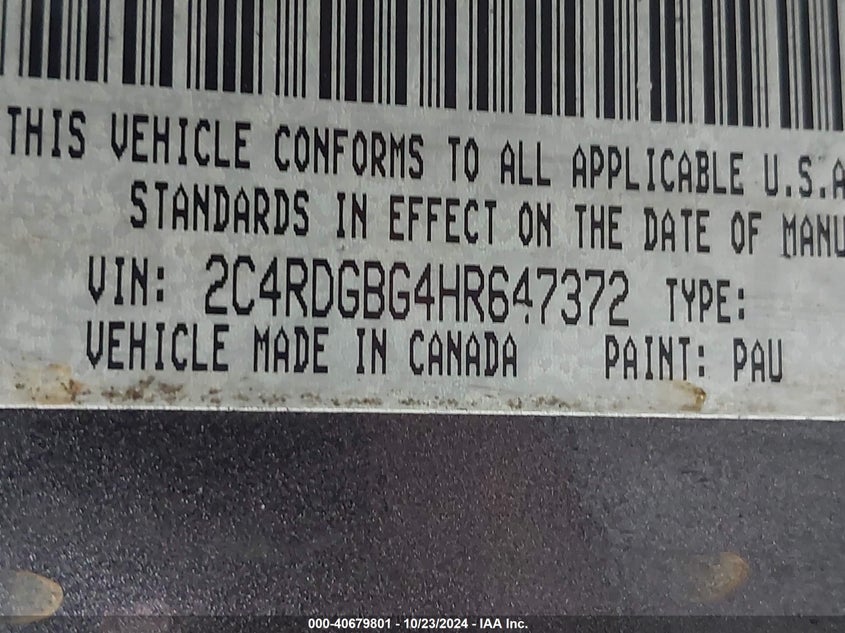 THIS VEHICLE CONFORMS TO ALL APPLICABLE U.S.A
STANDARDS IN EFFECT ON THE DATE OF MANU
VIN: 2C4RDGBG4HR647372 TYPE:
VEHICLE MADE IN CANADA PAINT: PAU
000-40679801 - 10/23/2024 - IAA Inc.